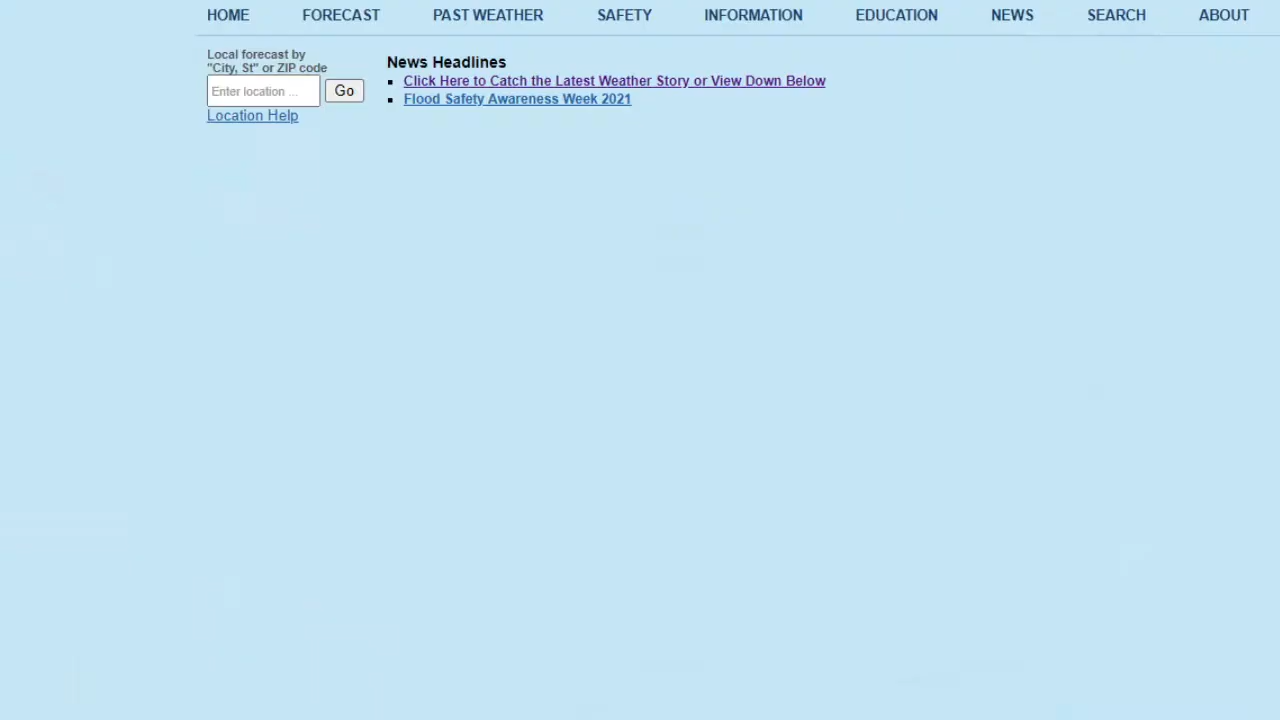 HOME FORECAST PAST WEATHER SAFETY INFORMATION EDUCATION NEWS SEARCH ABOUT
Local forecast by
"City, St" or ZIP code
Enter location ...
Go
Location Help
News Headlines
Click Here to Catch the Latest Weather Story or View Down Below
Flood Safety Awareness Week 2021